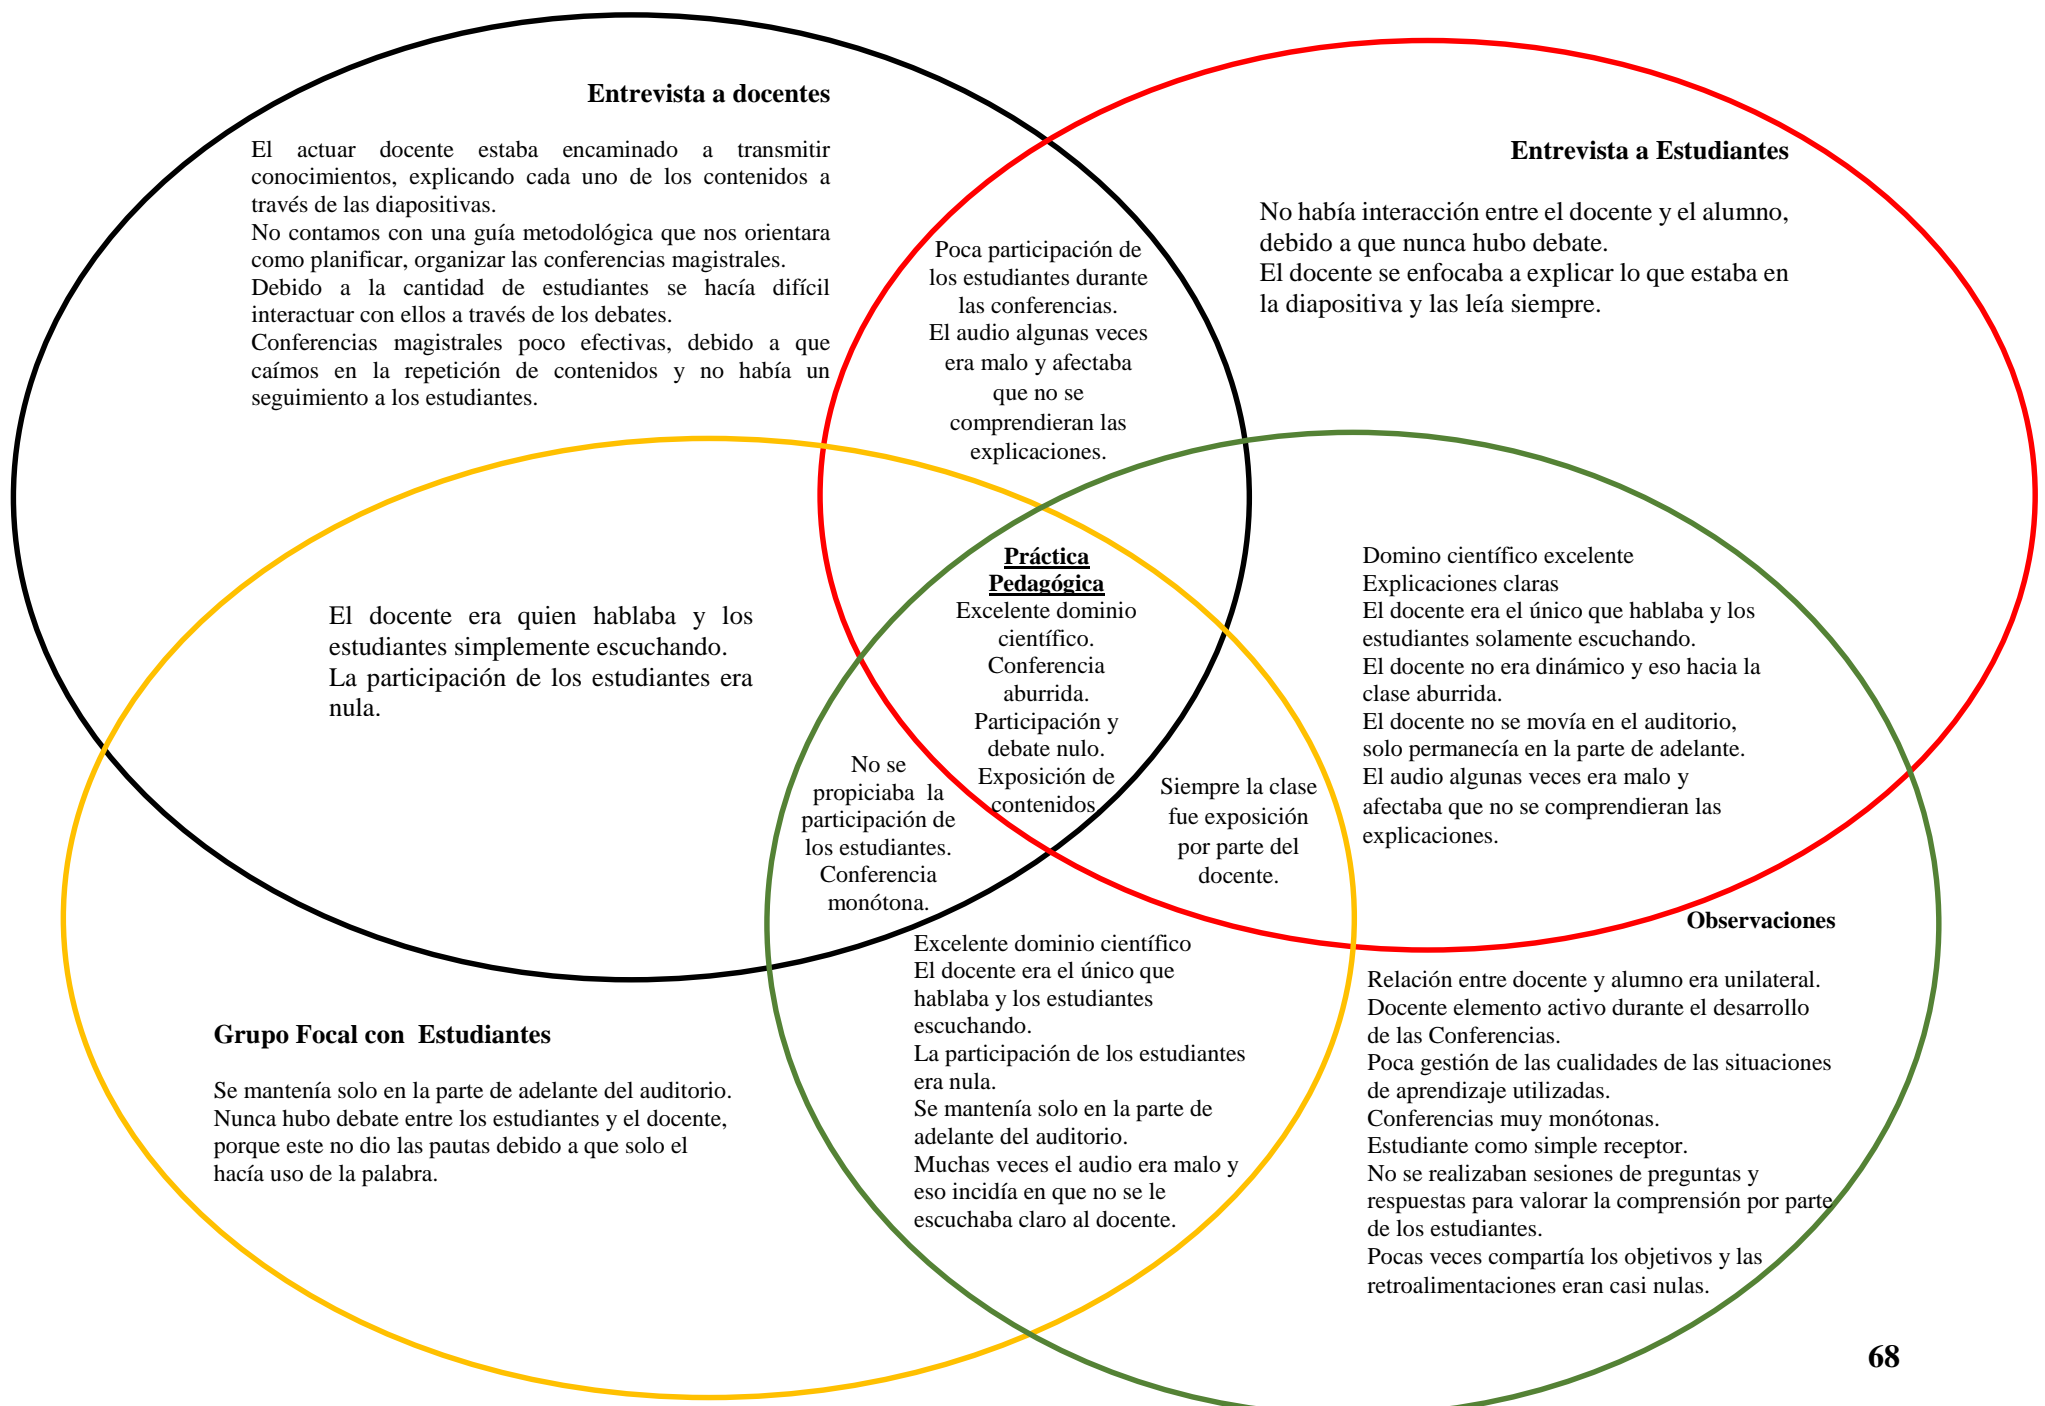 Entrevista a docentes
El actuar docente estaba encaminado a transmitir
conocimientos, explicando cada uno de los contenidos a
través de las diapositivas.
No contamos con una guía metodológica que nos orientara
como planificar, organizar las conferencias magistrales.
Debido a la cantidad de estudiantes se hacía difícil
interactuar con ellos a través de los debates.
Conferencias magistrales poco efectivas, debido a que
caímos en la repetición de contenidos y no había un
seguimiento a los estudiantes.
Poca participación de
los estudiantes durante
las conferencias.
El audio algunas veces
era malo y afectaba
que no se
comprendieran las
explicaciones.
Entrevista a Estudiantes
No había interacción entre el docente y el alumno,
debido a que nunca hubo debate.
El docente se enfocaba a explicar lo que estaba en
la diapositiva y las leía siempre.
El docente era quien hablaba y los
estudiantes simplemente escuchando.
La participación de los estudiantes era
nula.
Práctica
Pedagógica
Excelente dominio
científico.
Conferencia
aburrida.
Participación y
debate nulo.
Exposición de
contenidos.
Domino científico excelente
Explicaciones claras
El docente era el único que hablaba y los
estudiantes solamente escuchando.
El docente no era dinámico y eso hacia la
clase aburrida.
El docente no se movía en el auditorio,
solo permanecía en la parte de adelante.
El audio algunas veces era malo y
afectaba que no se comprendieran las
explicaciones.
No se
propiciaba la
participación de
los estudiantes.
Conferencia
monótona.
Siempre la clase
fue exposición
por parte del
docente.
Excelente dominio científico
El docente era el único que
hablaba y los estudiantes
escuchando.
La participación de los estudiantes
era nula.
Se mantenía solo en la parte de
adelante del auditorio.
Muchas veces el audio era malo y
eso incidía en que no se le
escuchaba claro al docente.
Observaciones
Relación entre docente y alumno era unilateral.
Docente elemento activo durante el desarrollo
de las Conferencias.
Poca gestión de las cualidades de las situaciones
de aprendizaje utilizadas.
Conferencias muy monótonas.
Estudiante como simple receptor.
No se realizaban sesiones de preguntas y
respuestas para valorar la comprensión por parte
de los estudiantes.
Pocas veces compartía los objetivos y las
retroalimentaciones eran casi nulas.
Grupo Focal con Estudiantes
Se mantenía solo en la parte de adelante del auditorio.
Nunca hubo debate entre los estudiantes y el docente,
porque este no dio las pautas debido a que solo el
hacía uso de la palabra.
68